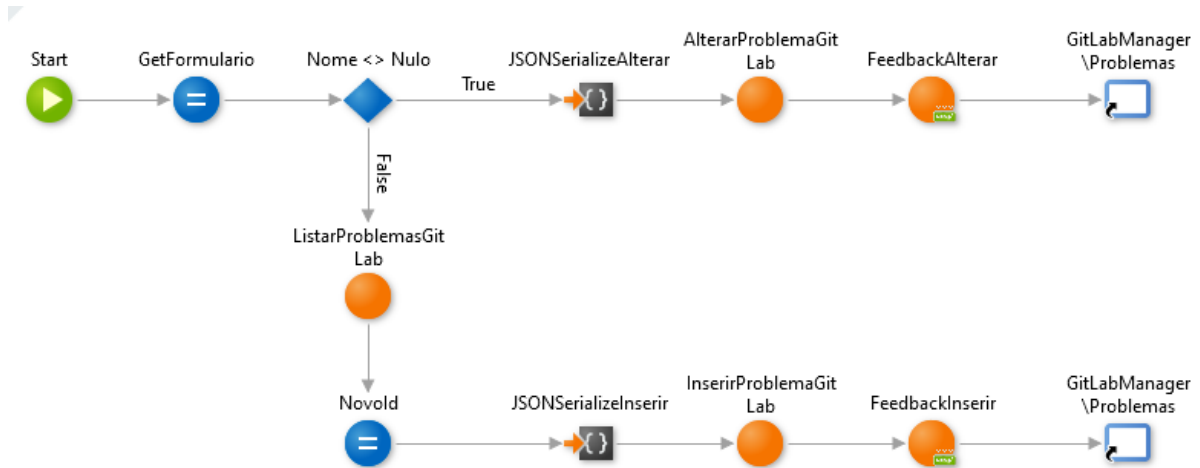 Start
GetFormulario
Nome <> Nulo
True
JSONSerializeAlterar
AlterarProblemaGit
Lab
FeedbackAlterar
GitLabManager
\Problemas
False
ListarProblemasGit
Lab
NovoId
JSONSerializeInserir
InserirProblemaGit
Lab
FeedbackInserir
GitLabManager
\Problemas